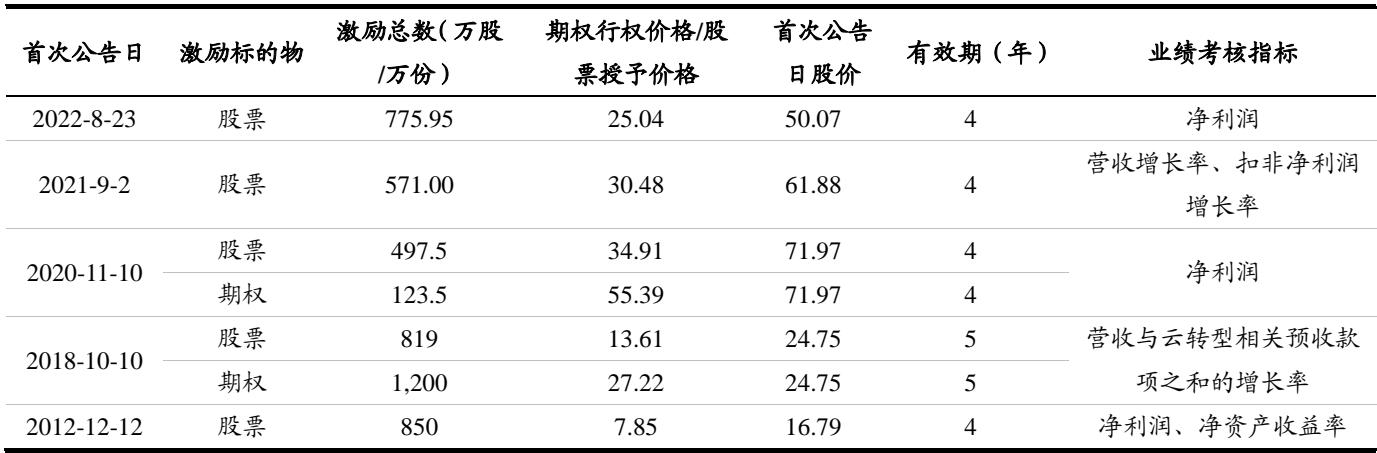 首次公告日 激励标的物 激励总数（万股/万份） 期权行权价格/股票授予价格 首次公告日股价 有效期（年） 业绩考核指标
2022-8-23 股票 775.95 25.04 50.07 4 净利润
2021-9-2 股票 571.00 30.48 61.88 4 营收增长率、扣非净利润增长率
2020-11-10 股票 497.5 34.91 71.97 4 净利润
期权 123.5 55.39 71.97 4
2018-10-10 股票 819 13.61 24.75 5 营收与云转型相关预收款项之和的增长率
期权 1,200 27.22 24.75 5
2012-12-12 股票 850 7.85 16.79 4 净利润、净资产收益率